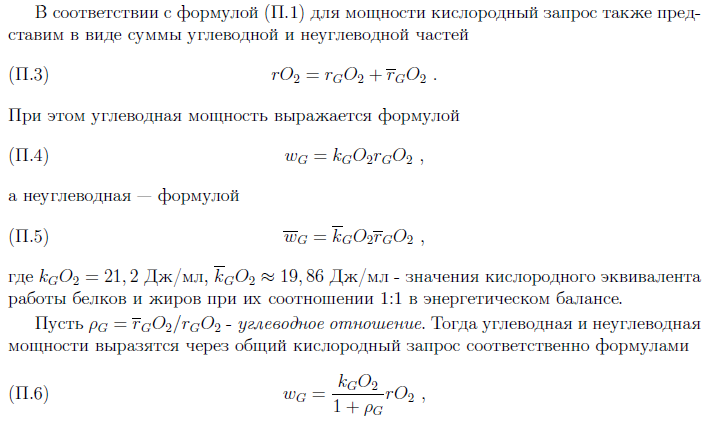 В соответствии с формулой (П.1) для мощности кислородный запрос также пред-
ставим в виде суммы углеводной и неуглеводной частей
(П.3) $rO_2 = r_GO_2 + \overline{r}_GO_2$ .
При этом углеводная мощность выражается формулой
(П.4) $w_G = k_GO_2r_GO_2$ ,
а неуглеводная — формулой
(П.5) $\overline{w}_G = \overline{k}_GO_2\overline{r}_GO_2$ ,
где $k_GO_2 = 21,2$ Дж/мл, $\overline{k}_GO_2 \approx 19,86$ Дж/мл - значения кислородного эквивалента
работы белков и жиров при их соотношении 1:1 в энергетическом балансе.
Пусть $\rho_G = \overline{r}_GO_2/r_GO_2$ - углеводное отношение. Тогда углеводная и неуглеводная
мощности выразятся через общий кислородный запрос соответственно формулами
(П.6) $w_G = \frac{k_GO_2}{1 + \rho_G}rO_2$ ,